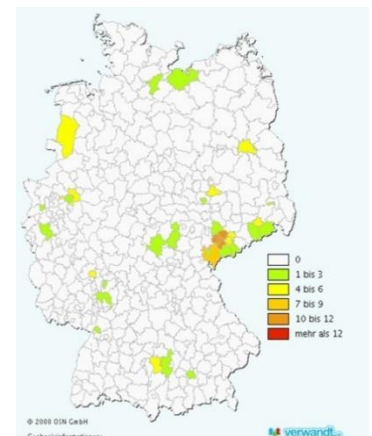 0
1 bis 3
4 bis 6
7 bis 9
10 bis 12
mehr als 12
© 2008 OSN GmbH
verwandt